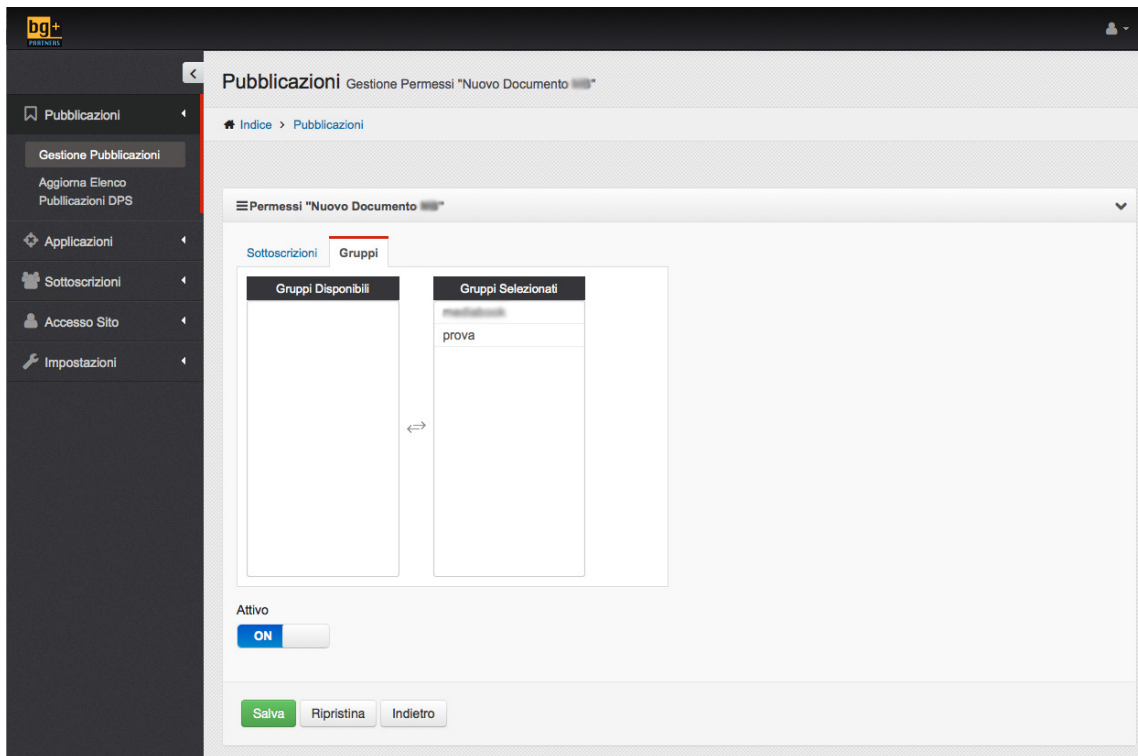 bg+
PARTNERS
Pubblicazioni Gestione Permessi "Nuovo Documento "
Indice > Pubblicazioni
Pubblicazioni
Gestione Pubblicazioni
Aggiorna Elenco
Publlicazioni DPS
Applicazioni
Sottoscrizioni
Accesso Sito
Impostazioni
Permessi "Nuovo Documento "
Sottoscrizioni Gruppi
Gruppi Disponibili Gruppi Selezionati
prova
Attivo
ON
Salva Ripristina Indietro